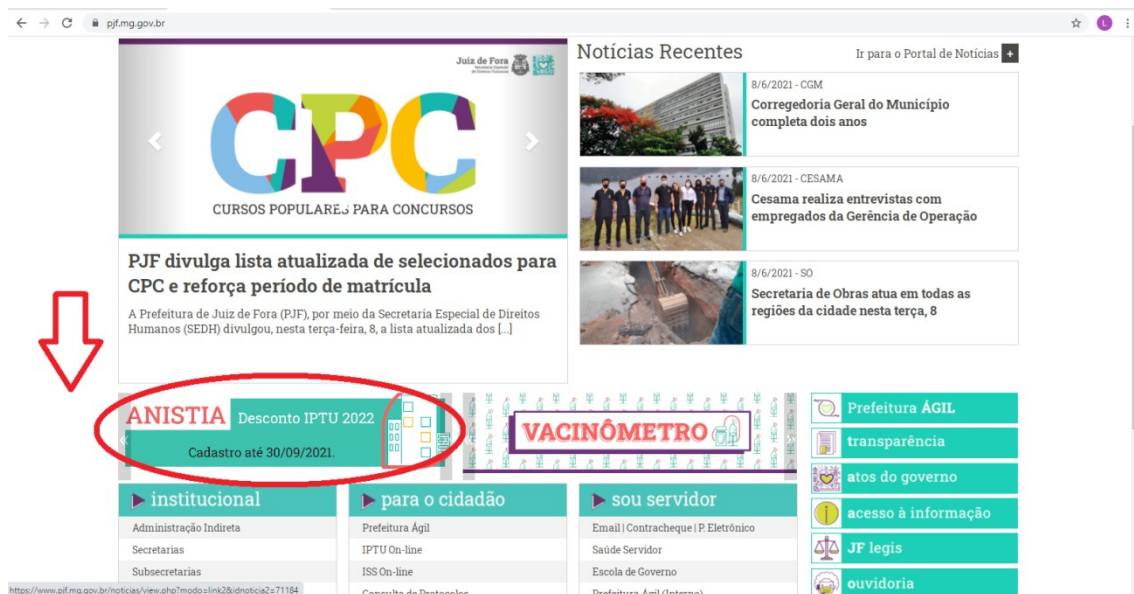 pjf.mg.gov.br
L
Juiz de Fora
CPC
CURSOS POPULARES PARA CONCURSOS
PJF divulga lista atualizada de selecionados para
CPC e reforça período de matrícula
A Prefeitura de Juiz de Fora (PJF), por meio da Secretaria Especial de Direitos
Humanos (SEDH) divulgou, nesta terça-feira, 8, a lista atualizada dos [...]
Notícias Recentes
Ir para o Portal de Notícias +
8/6/2021 - CGM
Corregedoria Geral do Município
completa dois anos
8/6/2021 - CESAMA
Cesama realiza entrevistas com
empregados da Gerência de Operação
8/6/2021 - SO
Secretaria de Obras atua em todas as
regiões da cidade nesta terça, 8
ANISTIA Desconto IPTU 2022
Cadastro até 30/09/2021.
VACINÔMETRO
institucional
Administração Indireta
Secretarias
Subsecretarias
para o cidadão
Prefeitura Ágil
IPTU On-line
ISS On-line
Consulta de Protocolos
sou servidor
Email | Contracheque | P. Eletrônico
Saúde Servidor
Escola de Governo
Prefeitura Ágil (Interno)
Prefeitura ÁGIL
transparência
atos do governo
acesso à informação
JF legis
ouvidoria
https://www.pjf.mg.gov.br/noticias/view.php?modo=link2&idnoticia2=71184